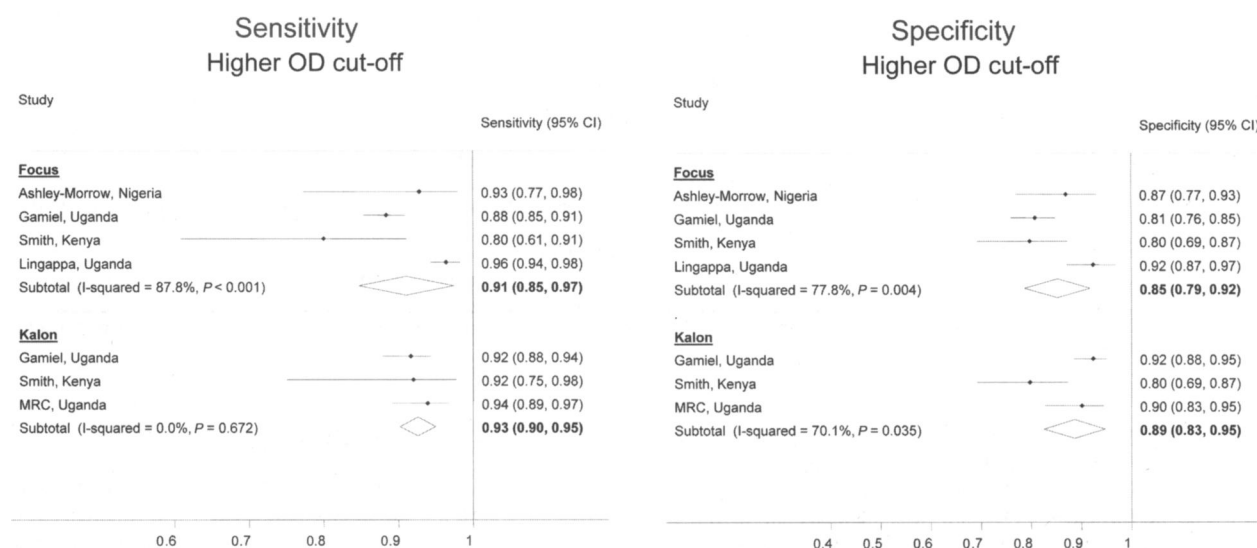 Sensitivity
Higher OD cut-off
Study
Sensitivity (95% CI)
Focus
Ashley-Morrow, Nigeria 0.93 (0.77, 0.98)
Gamiel, Uganda 0.88 (0.85, 0.91)
Smith, Kenya 0.80 (0.61, 0.91)
Lingappa, Uganda 0.96 (0.94, 0.98)
Subtotal (I-squared = 87.8%, P < 0.001) 0.91 (0.85, 0.97)
Kalon
Gamiel, Uganda 0.92 (0.88, 0.94)
Smith, Kenya 0.92 (0.75, 0.98)
MRC, Uganda 0.94 (0.89, 0.97)
Subtotal (I-squared = 0.0%, P = 0.672) 0.93 (0.90, 0.95)
0.6 0.7 0.8 0.9 1
Specificity
Higher OD cut-off
Study
Specificity (95% CI)
Focus
Ashley-Morrow, Nigeria 0.87 (0.77, 0.93)
Gamiel, Uganda 0.81 (0.76, 0.85)
Smith, Kenya 0.80 (0.69, 0.87)
Lingappa, Uganda 0.92 (0.87, 0.97)
Subtotal (I-squared = 77.8%, P = 0.004) 0.85 (0.79, 0.92)
Kalon
Gamiel, Uganda 0.92 (0.88, 0.95)
Smith, Kenya 0.80 (0.69, 0.87)
MRC, Uganda 0.90 (0.83, 0.95)
Subtotal (I-squared = 70.1%, P = 0.035) 0.89 (0.83, 0.95)
0.4 0.5 0.6 0.7 0.8 0.9 1